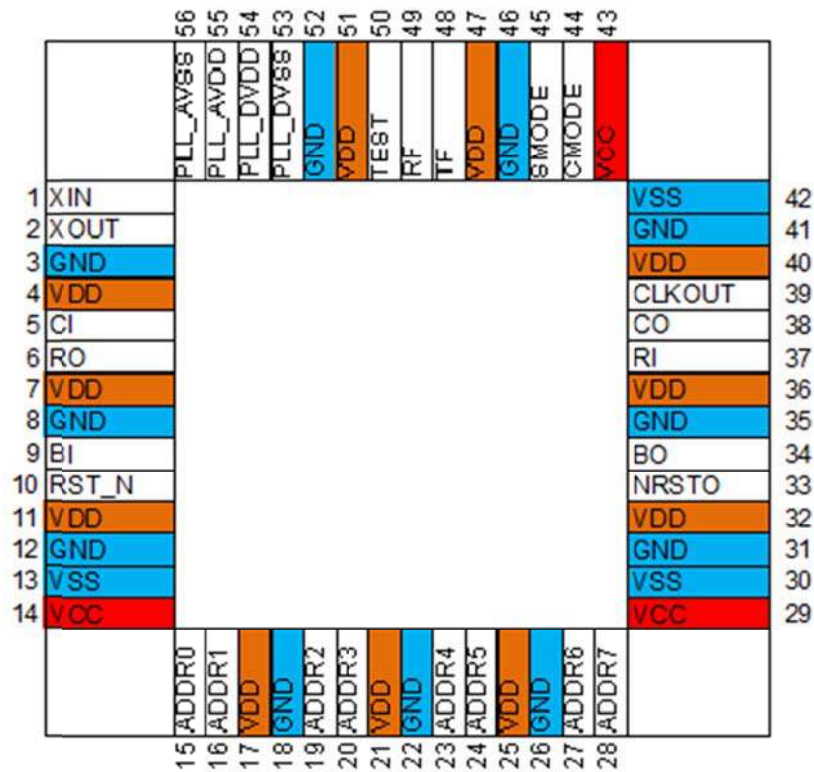 56 PLL_AVSS
55 PLL_AVDD
54 PLL_DVDD
53 PLL_DVSS
52 GND
51 VDD
50 TEST
49 RF
48 TF
47 VDD
46 GND
45 SMODE
44 CMODE
43 VCC
1 XIN
2 XOUT
3 GND
4 VDD
5 CI
6 RO
7 VDD
8 GND
9 BI
10 RST_N
11 VDD
12 GND
13 VSS
14 VCC
VSS 42
GND 41
VDD 40
CLKOUT 39
CO 38
RI 37
VDD 36
GND 35
BO 34
NRSTO 33
VDD 32
GND 31
VSS 30
VCC 29
15 ADDR0
16 ADDR1
17 VDD
18 GND
19 ADDR2
20 ADDR3
21 VDD
22 GND
23 ADDR4
24 ADDR5
25 VDD
26 GND
27 ADDR6
28 ADDR7